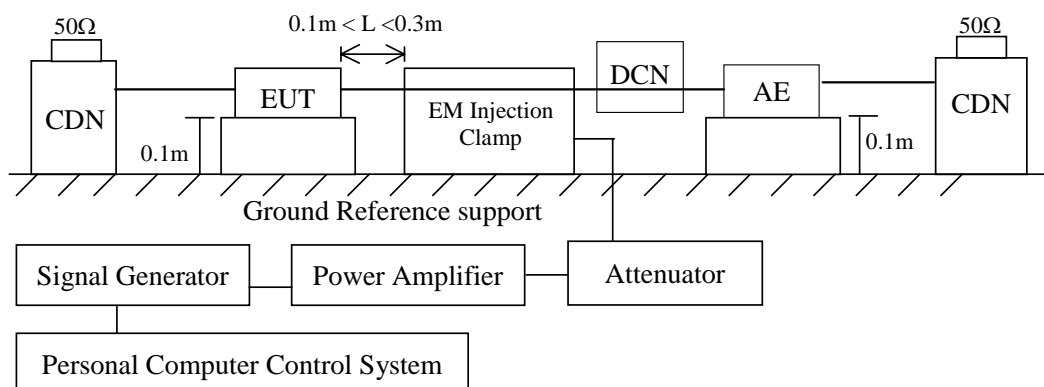 50Ω
0.1m < L <0.3m
50Ω
CDN
EUT
EM Injection
Clamp
DCN
AE
CDN
0.1m
0.1m
Ground Reference support
Signal Generator
Power Amplifier
Attenuator
Personal Computer Control System